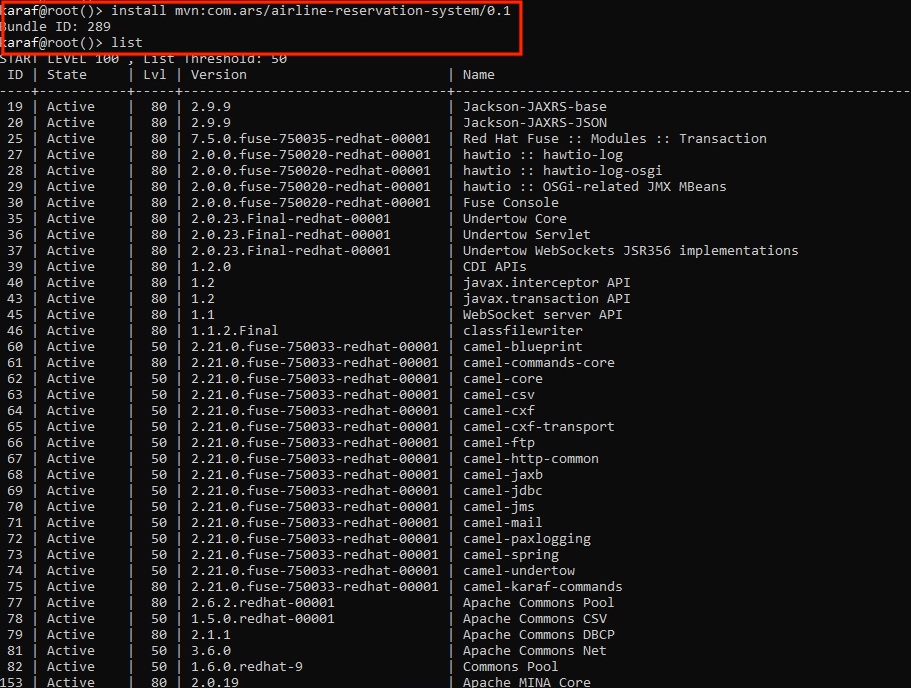 karaf@root()> install mvn:com.ars/airline-reservation-system/0.1
Bundle ID: 289
karaf@root()> list
START LEVEL 100 , List Threshold: 50
ID | State | Lvl | Version | Name
----+----------+-----+------------------------------------+---------------------------------------------------------
19 | Active | 80 | 2.9.9 | Jackson-JAXRS-base
20 | Active | 80 | 2.9.9 | Jackson-JAXRS-JSON
25 | Active | 80 | 7.5.0.fuse-750035-redhat-00001 | Red Hat Fuse :: Modules :: Transaction
27 | Active | 80 | 2.0.0.fuse-750020-redhat-00001 | hawtio :: hawtio-log
28 | Active | 80 | 2.0.0.fuse-750020-redhat-00001 | hawtio :: hawtio-log-osgi
29 | Active | 80 | 2.0.0.fuse-750020-redhat-00001 | hawtio :: OSGi-related JMX MBeans
30 | Active | 80 | 2.0.0.fuse-750020-redhat-00001 | Fuse Console
35 | Active | 80 | 2.0.23.Final-redhat-00001 | Undertow Core
36 | Active | 80 | 2.0.23.Final-redhat-00001 | Undertow Servlet
37 | Active | 80 | 2.0.23.Final-redhat-00001 | Undertow WebSockets JSR356 implementations
39 | Active | 80 | 1.2.0 | CDI APIs
40 | Active | 80 | 1.2 | javax.interceptor API
43 | Active | 80 | 1.2 | javax.transaction API
45 | Active | 80 | 1.1 | WebSocket server API
46 | Active | 80 | 1.1.2.Final | classfilewriter
60 | Active | 50 | 2.21.0.fuse-750033-redhat-00001 | camel-blueprint
61 | Active | 80 | 2.21.0.fuse-750033-redhat-00001 | camel-commands-core
62 | Active | 50 | 2.21.0.fuse-750033-redhat-00001 | camel-core
63 | Active | 50 | 2.21.0.fuse-750033-redhat-00001 | camel-csv
64 | Active | 50 | 2.21.0.fuse-750033-redhat-00001 | camel-cxf
65 | Active | 50 | 2.21.0.fuse-750033-redhat-00001 | camel-cxf-transport
66 | Active | 50 | 2.21.0.fuse-750033-redhat-00001 | camel-ftp
67 | Active | 50 | 2.21.0.fuse-750033-redhat-00001 | camel-http-common
68 | Active | 50 | 2.21.0.fuse-750033-redhat-00001 | camel-jaxb
69 | Active | 50 | 2.21.0.fuse-750033-redhat-00001 | camel-jdbc
70 | Active | 50 | 2.21.0.fuse-750033-redhat-00001 | camel-jms
71 | Active | 50 | 2.21.0.fuse-750033-redhat-00001 | camel-mail
72 | Active | 50 | 2.21.0.fuse-750033-redhat-00001 | camel-paxlogging
73 | Active | 50 | 2.21.0.fuse-750033-redhat-00001 | camel-spring
74 | Active | 50 | 2.21.0.fuse-750033-redhat-00001 | camel-undertow
75 | Active | 80 | 2.21.0.fuse-750033-redhat-00001 | camel-karaf-commands
77 | Active | 80 | 2.6.2.redhat-00001 | Apache Commons Pool
78 | Active | 50 | 1.5.0.redhat-00001 | Apache Commons CSV
79 | Active | 80 | 2.1.1 | Apache Commons DBCP
81 | Active | 50 | 3.6.0 | Apache Commons Net
82 | Active | 50 | 1.6.0.redhat-9 | Commons Pool
153 | Active | 80 | 2.0.19 | Apache MINA Core